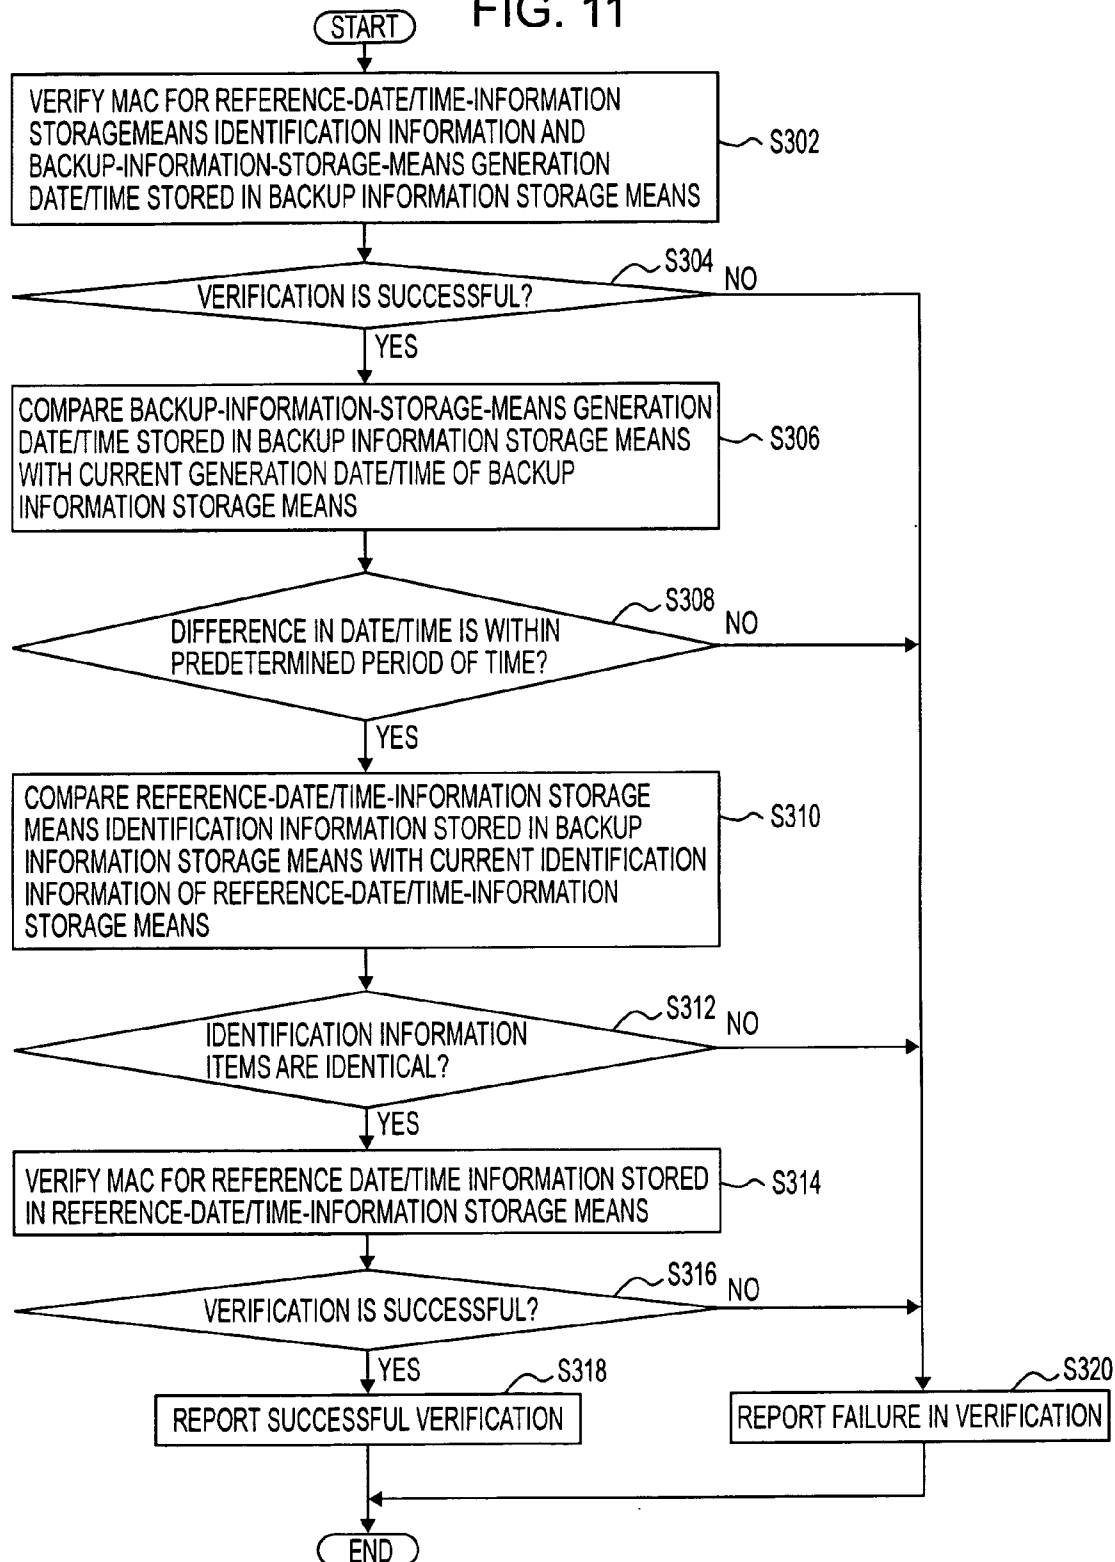 FIG. 11
START
VERIFY MAC FOR REFERENCE-DATE/TIME-INFORMATION
STORAGEMEANS IDENTIFICATION INFORMATION AND
BACKUP-INFORMATION-STORAGE-MEANS GENERATION
DATE/TIME STORED IN BACKUP INFORMATION STORAGE MEANS
S302
S304
VERIFICATION IS SUCCESSFUL?
NO
YES
COMPARE BACKUP-INFORMATION-STORAGE-MEANS GENERATION
DATE/TIME STORED IN BACKUP INFORMATION STORAGE MEANS
WITH CURRENT GENERATION DATE/TIME OF BACKUP
INFORMATION STORAGE MEANS
S306
S308
DIFFERENCE IN DATE/TIME IS WITHIN
PREDETERMINED PERIOD OF TIME?
NO
YES
COMPARE REFERENCE-DATE/TIME-INFORMATION STORAGE
MEANS IDENTIFICATION INFORMATION STORED IN BACKUP
INFORMATION STORAGE MEANS WITH CURRENT IDENTIFICATION
INFORMATION OF REFERENCE-DATE/TIME-INFORMATION
STORAGE MEANS
S310
S312
IDENTIFICATION INFORMATION
ITEMS ARE IDENTICAL?
NO
YES
VERIFY MAC FOR REFERENCE DATE/TIME INFORMATION STORED
IN REFERENCE-DATE/TIME-INFORMATION STORAGE MEANS
S314
S316
VERIFICATION IS SUCCESSFUL?
NO
YES
S318
REPORT SUCCESSFUL VERIFICATION
S320
REPORT FAILURE IN VERIFICATION
END